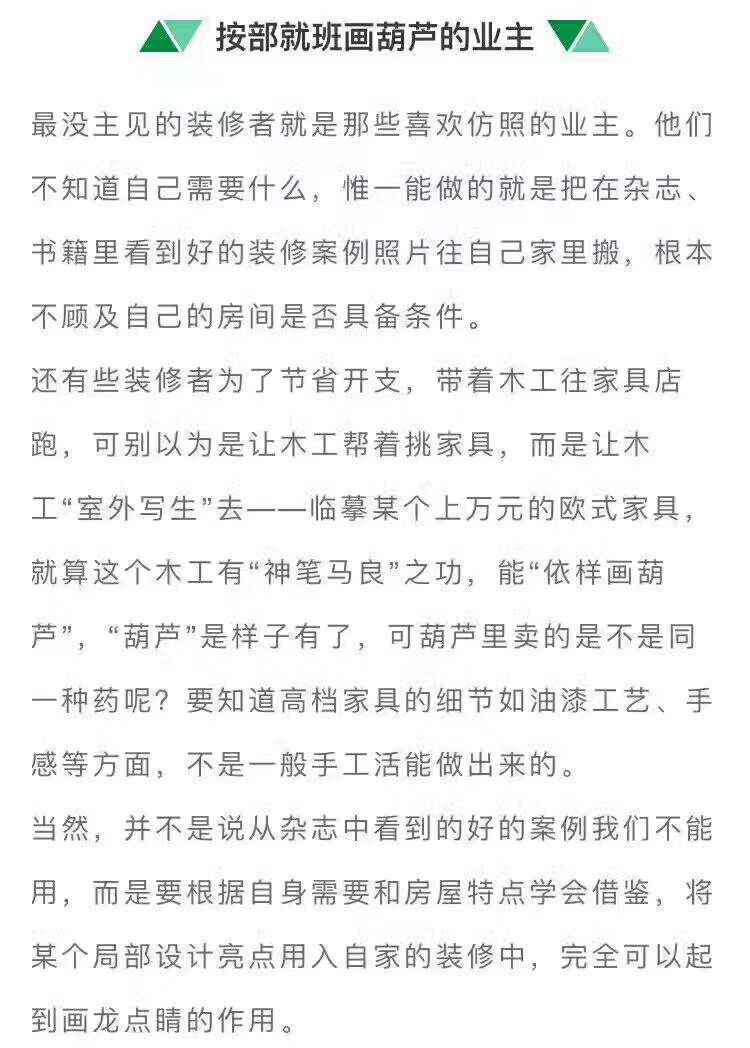 按部就班画葫芦的业主
最没主见的装修者就是那些喜欢仿照的业主。他们
不知道自己需要什么，惟一能做的就是把在杂志、
书籍里看到好的装修案例照片往自己家里搬，根本
不顾及自己的房间是否具备条件。
还有些装修者为了节省开支，带着木工往家具店
跑，可别以为是让木工帮着挑家具，而是让木
工“室外写生”去——临摹某个上万元的欧式家具，
就算这个木工有“神笔马良”之功，能“依样画葫
芦”，“葫芦”是样子有了，可葫芦里卖的是不是同
一种药呢？要知道高档家具的细节如油漆工艺、手
感等方面，不是一般手工活能做出来的。
当然，并不是说从杂志中看到的好的案例我们不能
用，而是要根据自身需要和房屋特点学会借鉴，将
某个局部设计亮点用入自家的装修中，完全可以起
到画龙点睛的作用。